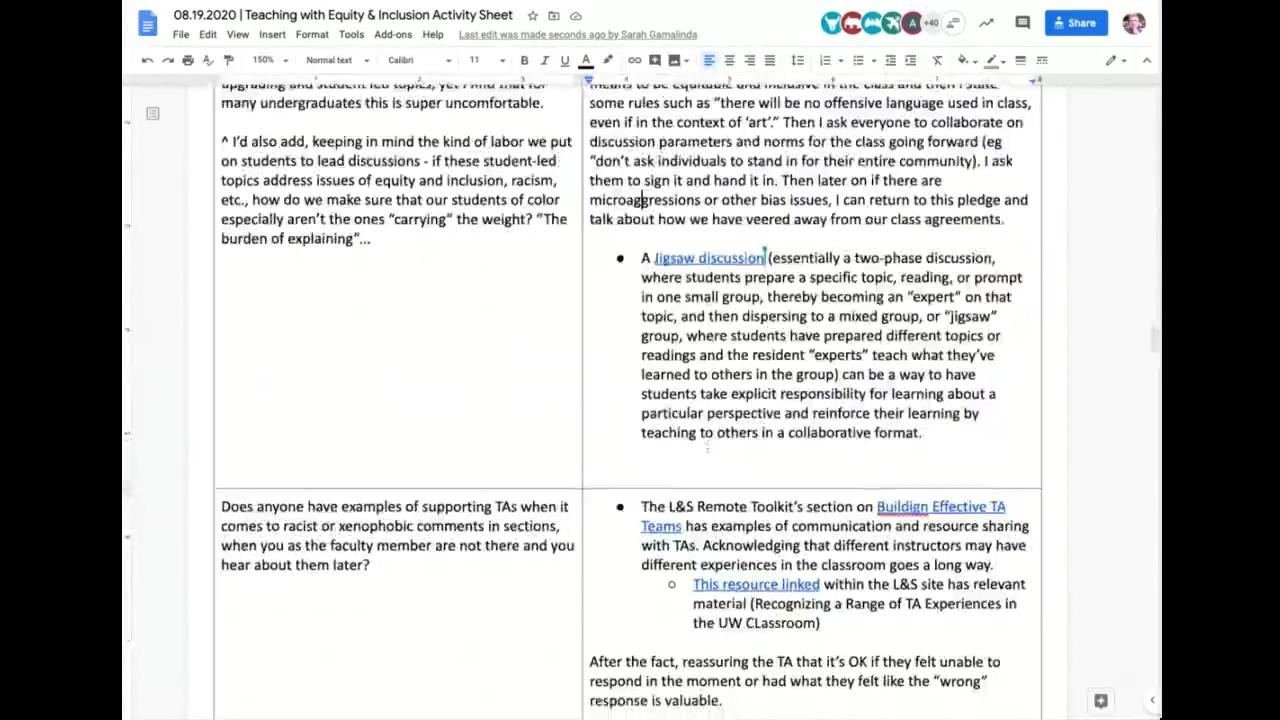 08.19.2020 | Teaching with Equity & Inclusion Activity Sheet
A +40 Share
File Edit View Insert Format Tools Add-ons Help Last edit was made seconds ago by Sarah Gamalinda
150% Normal text Calibri 11 B I U A
many undergraduates this is super uncomfortable.
^ I'd also add, keeping in mind the kind of labor we put
on students to lead discussions - if these student-led
topics address issues of equity and inclusion, racism,
etc., how do we make sure that our students of color
especially aren't the ones "carrying" the weight? "The
burden of explaining"...
some rules such as "there will be no offensive language used in class,
even if in the context of 'art'." Then I ask everyone to collaborate on
discussion parameters and norms for the class going forward (eg
"don't ask individuals to stand in for their entire community). I ask
them to sign it and hand it in. Then later on if there are
microaggressions or other bias issues, I can return to this pledge and
talk about how we have veered away from our class agreements.
● A Jigsaw discussion (essentially a two-phase discussion,
where students prepare a specific topic, reading, or prompt
in one small group, thereby becoming an "expert" on that
topic, and then dispersing to a mixed group, or "jigsaw"
group, where students have prepared different topics or
readings and the resident "experts" teach what they've
learned to others in the group) can be a way to have
students take explicit responsibility for learning about a
particular perspective and reinforce their learning by
teaching to others in a collaborative format.
Does anyone have examples of supporting TAs when it
comes to racist or xenophobic comments in sections,
when you as the faculty member are not there and you
hear about them later?
● The L&S Remote Toolkit's section on Buildign Effective TA
Teams has examples of communication and resource sharing
with TAs. Acknowledging that different instructors may have
different experiences in the classroom goes a long way.
○ This resource linked within the L&S site has relevant
material (Recognizing a Range of TA Experiences in
the UW CLassroom)
After the fact, reassuring the TA that it's OK if they felt unable to
respond in the moment or had what they felt like the "wrong"
response is valuable.